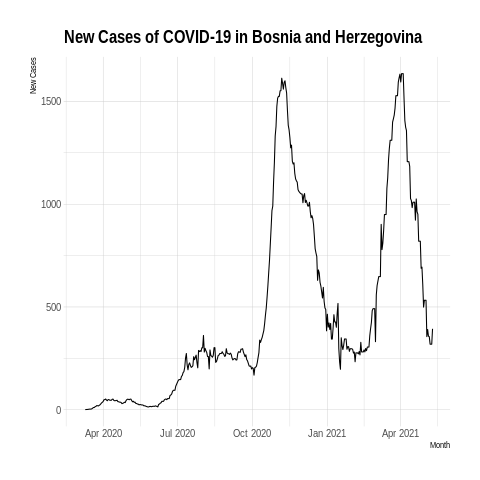 New Cases of COVID-19 in Bosnia and Herzegovina
New Cases
1500
1000
500
0
Apr 2020 Jul 2020 Oct 2020 Jan 2021 Apr 2021
Month